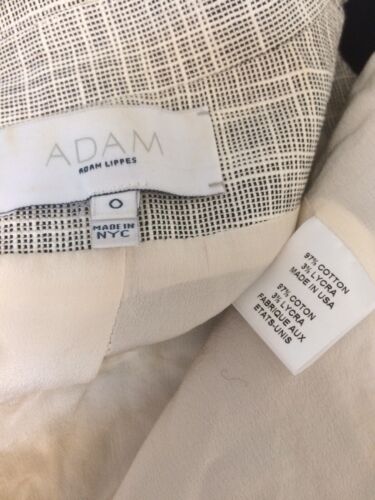 ADAM
ADAM LIPPES
0
MADE IN
NYC
97% COTTON
3% LYCRA
MADE IN USA
97% COTON
3% LYCRA
FABRIQUE AUX
ETATS-UNIS